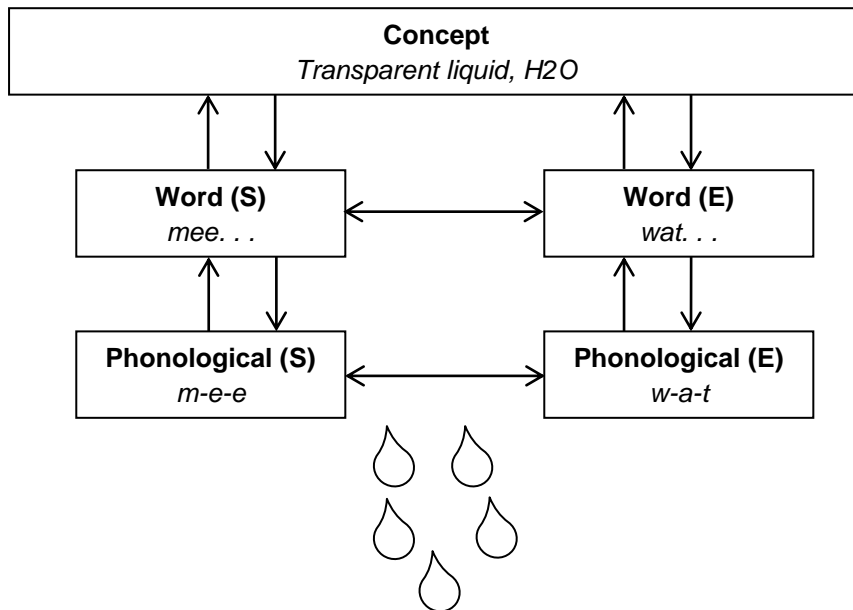 Concept
Transparent liquid, H2O
Word (S)
mee. . .
Word (E)
wat. . .
Phonological (S)
m-e-e
Phonological (E)
w-a-t